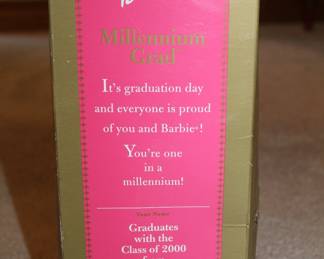 Millennium
Grad
It's graduation day
and everyone is proud
of you and Barbie®!
You're one
in a
millennium!
Your Name
Graduates
with the
Class of 2000